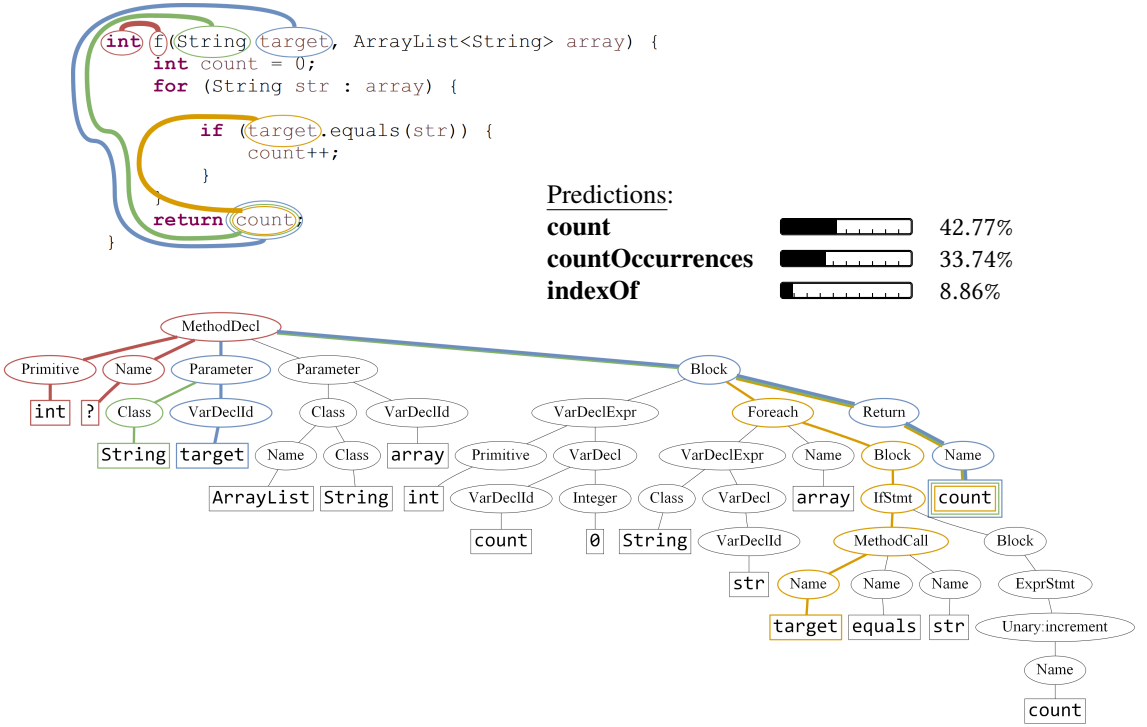 int f(String target, ArrayList<String> array) {
int count = 0;
for (String str : array) {
if (target.equals(str)) {
count++;
}
}
return count;
}
Predictions:
count 42.77%
countOccurrences 33.74%
indexOf 8.86%
MethodDecl
Primitive Name Parameter Parameter Block
int ? Class VarDeclId Class VarDeclId VarDeclExpr Foreach Return
String target Name Class array Primitive VarDecl VarDeclExpr Name Block Name
ArrayList String int VarDeclId Integer Class VarDecl array IfStmt count
count 0 String VarDeclId MethodCall Block
str Name Name Name ExprStmt
target equals str Unary:increment
Name
count